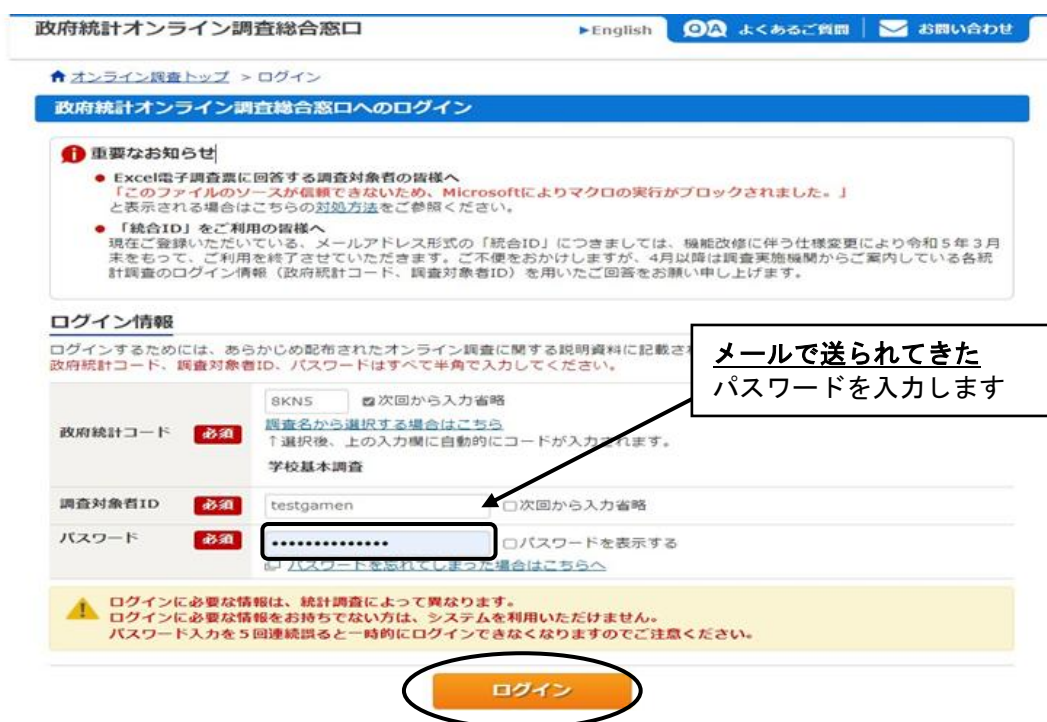 政府統計オンライン調査総合窓口
▶English
QA よくあるご質問
お問い合わせ
オンライン調査トップ > ログイン
政府統計オンライン調査総合窓口へのログイン
重要なお知らせ
● Excel電子調査票に回答する調査対象者の皆様へ
「このファイルのソースが信頼できないため、Microsoftによりマクロの実行がブロックされました。」
と表示される場合はこちらの対処方法をご参照ください。
● 「統合ID」をご利用の皆様へ
現在ご登録いただいている、メールアドレス形式の「統合ID」につきましては、機能改修に伴う仕様変更により令和5年3月
末をもって、ご利用を終了させていただきます。ご不便をおかけしますが、4月以降は調査実施機関からご案内している各統
計調査のログイン情報（政府統計コード、調査対象者ID）を用いたご回答をお願い申し上げます。
ログイン情報
ログインするためには、あらかじめ配布されたオンライン調査に関する説明資料に記載さ
政府統計コード、調査対象者ID、パスワードはすべて半角で入力してください。
メールで送られてきた
パスワードを入力します
8KNS 次回から入力省略
政府統計コード 必須
調査名から選択する場合はこちら
↑選択後、上の入力欄に自動的にコードが入力されます。
学校基本調査
調査対象者ID 必須 testgamen 次回から入力省略
パスワード 必須 •••••••••••••• パスワードを表示する
パスワードを忘れてしまった場合はこちらへ
ログインに必要な情報は、統計調査によって異なります。
ログインに必要な情報をお持ちでない方は、システムを利用いただけません。
パスワード入力を5回連続誤ると一時的にログインできなくなりますのでご注意ください。
ログイン